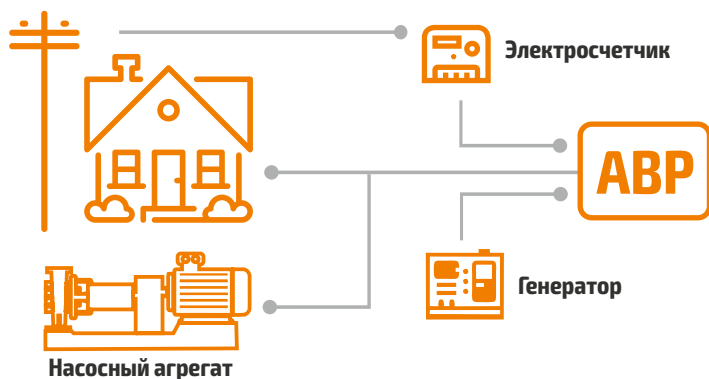 Электросчетчик
АВР
Генератор
Насосный агрегат